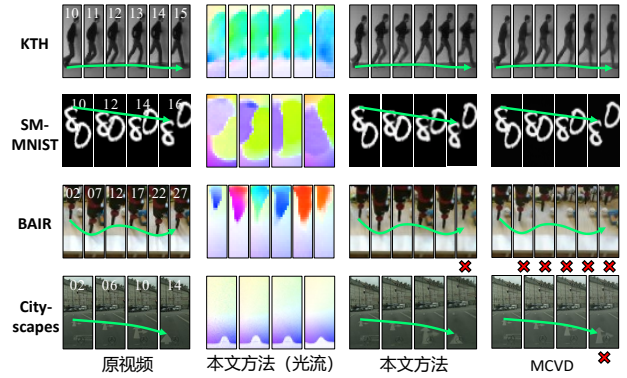 KTH
10 11 12 13 14 15
SM-
MNIST
10 12 14 16
BAIR
02 07 12 17 22 27
City-
scapes
02 06 10 14
原视频
本文方法（光流）
本文方法
MCVD